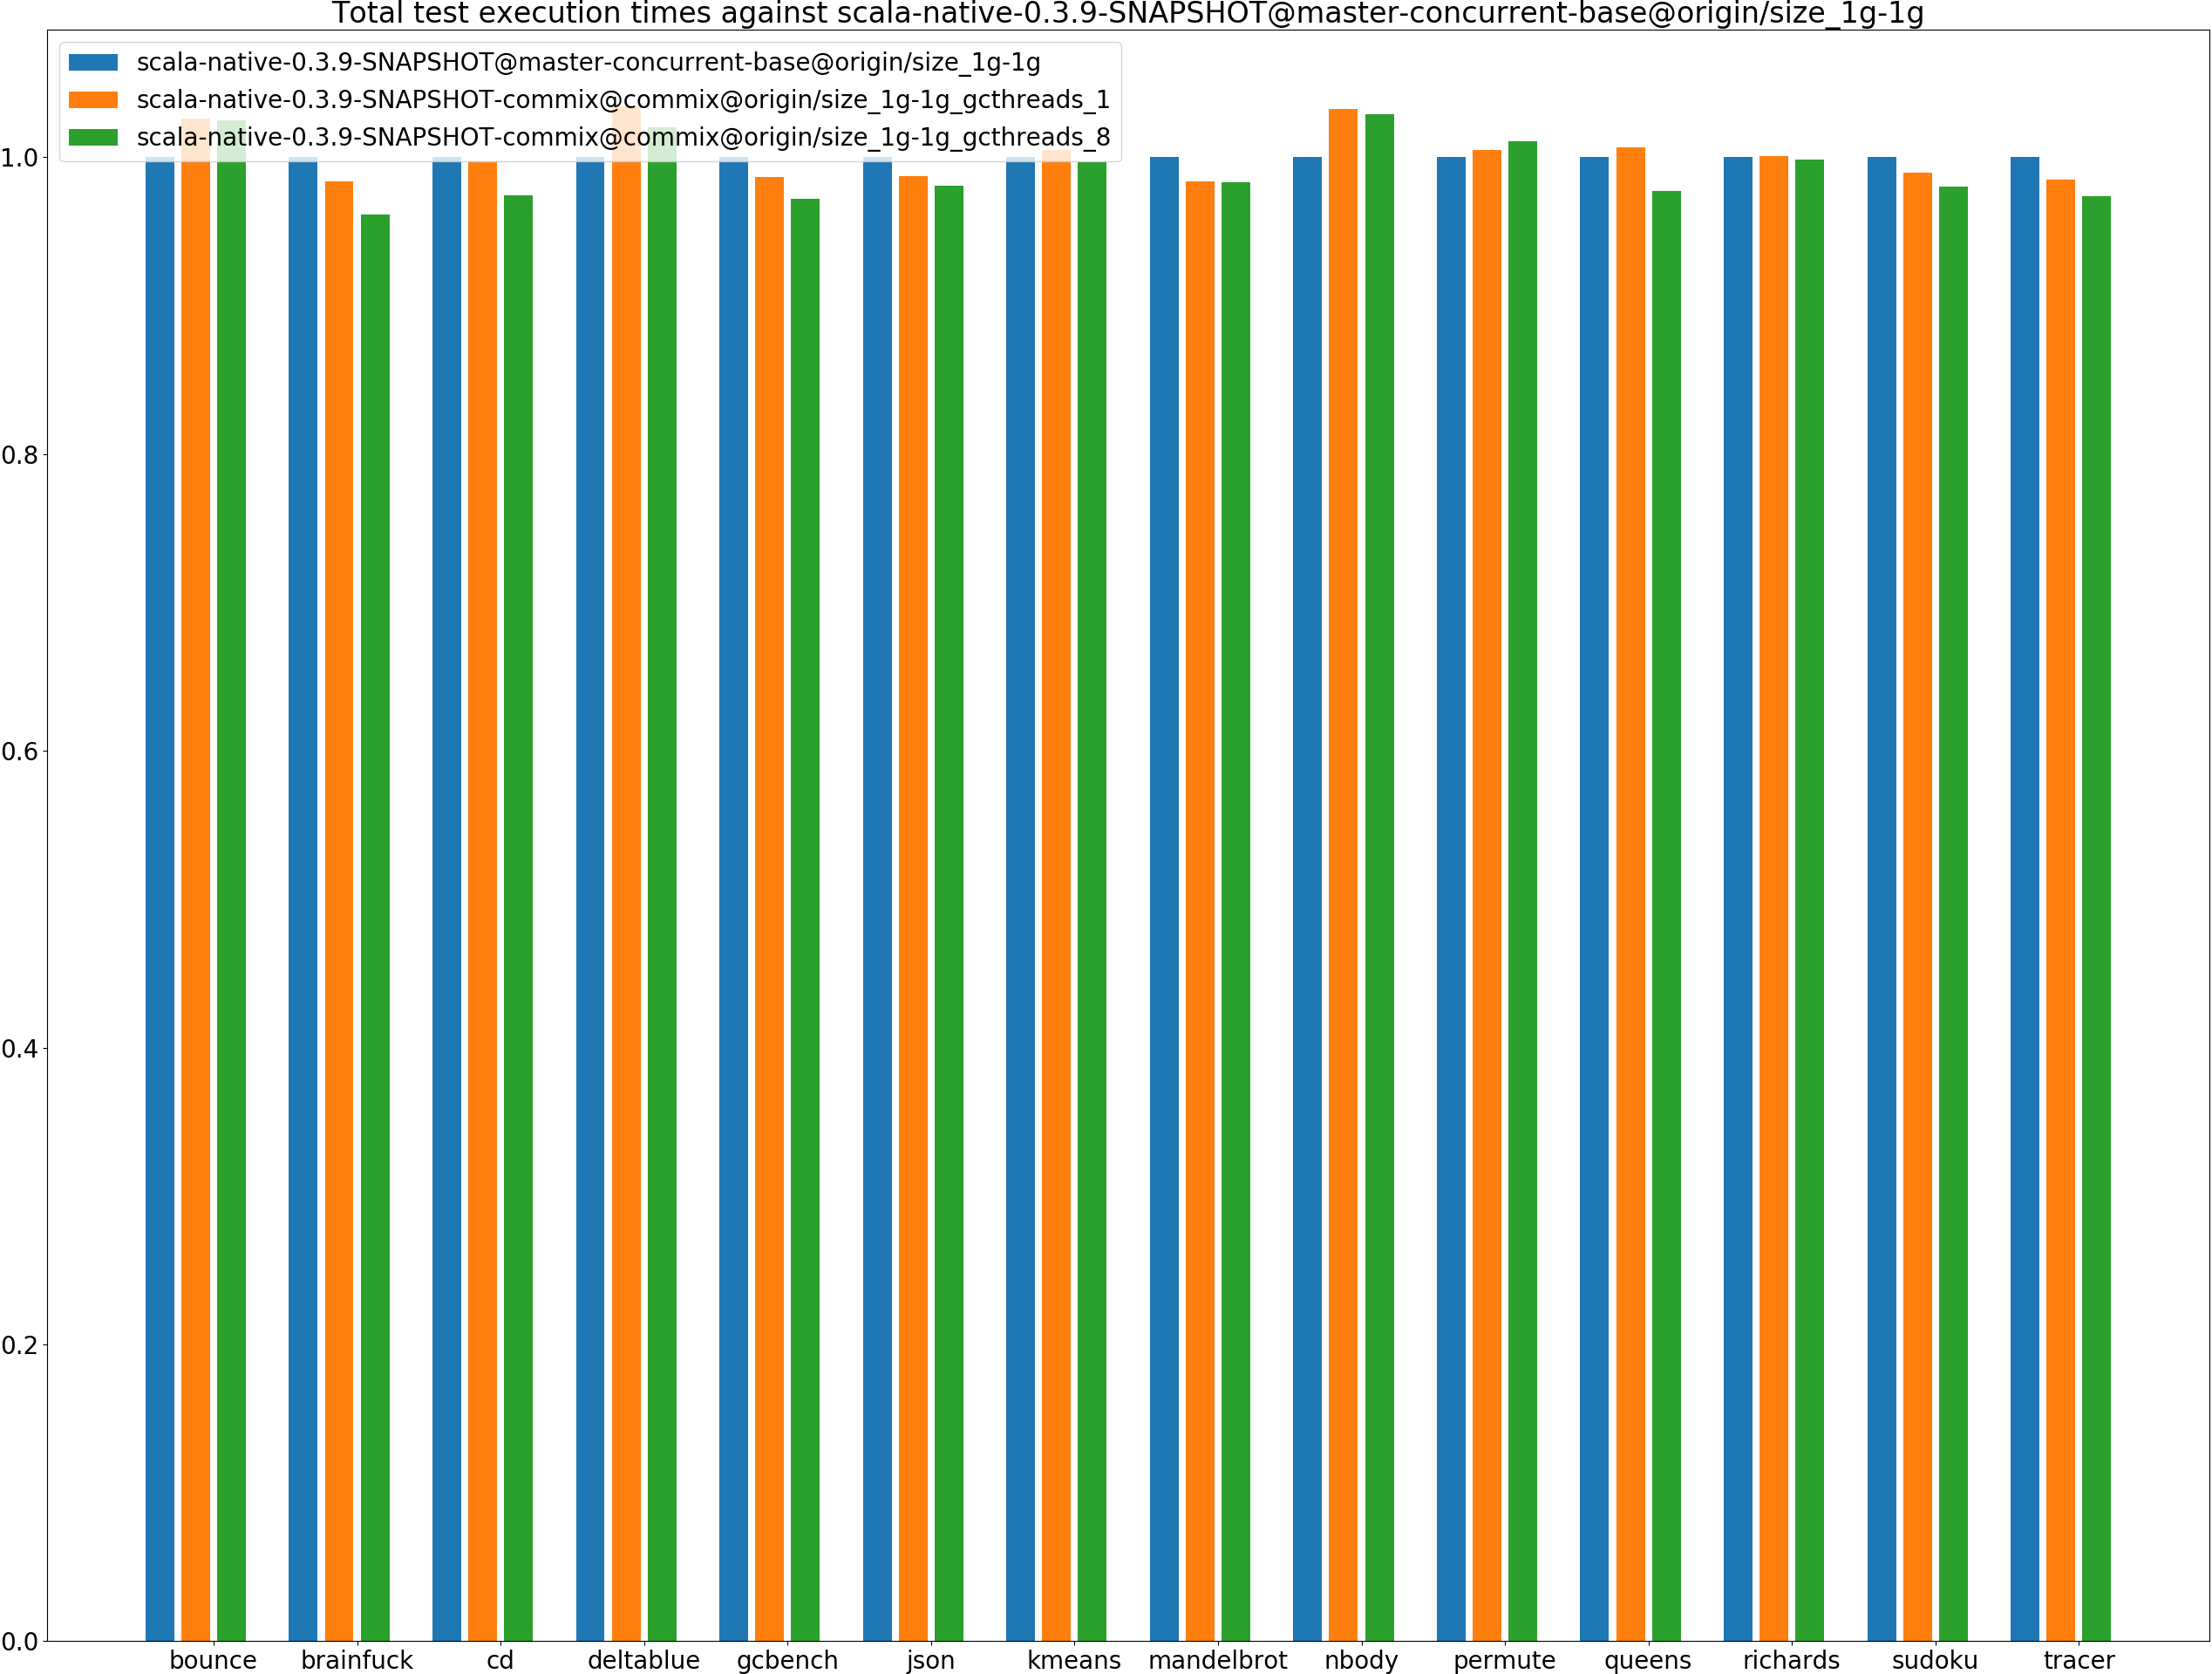 Total test execution times against scala-native-0.3.9-SNAPSHOT@master-concurrent-base@origin/size_1g-1g
scala-native-0.3.9-SNAPSHOT@master-concurrent-base@origin/size_1g-1g
scala-native-0.3.9-SNAPSHOT-commix@commix@origin/size_1g-1g_gcthreads_1
scala-native-0.3.9-SNAPSHOT-commix@commix@origin/size_1g-1g_gcthreads_8
1.0
0.8
0.6
0.4
0.2
0.0
bounce brainfuck cd deltablue gcbench json kmeans mandelbrot nbody permute queens richards sudoku tracer